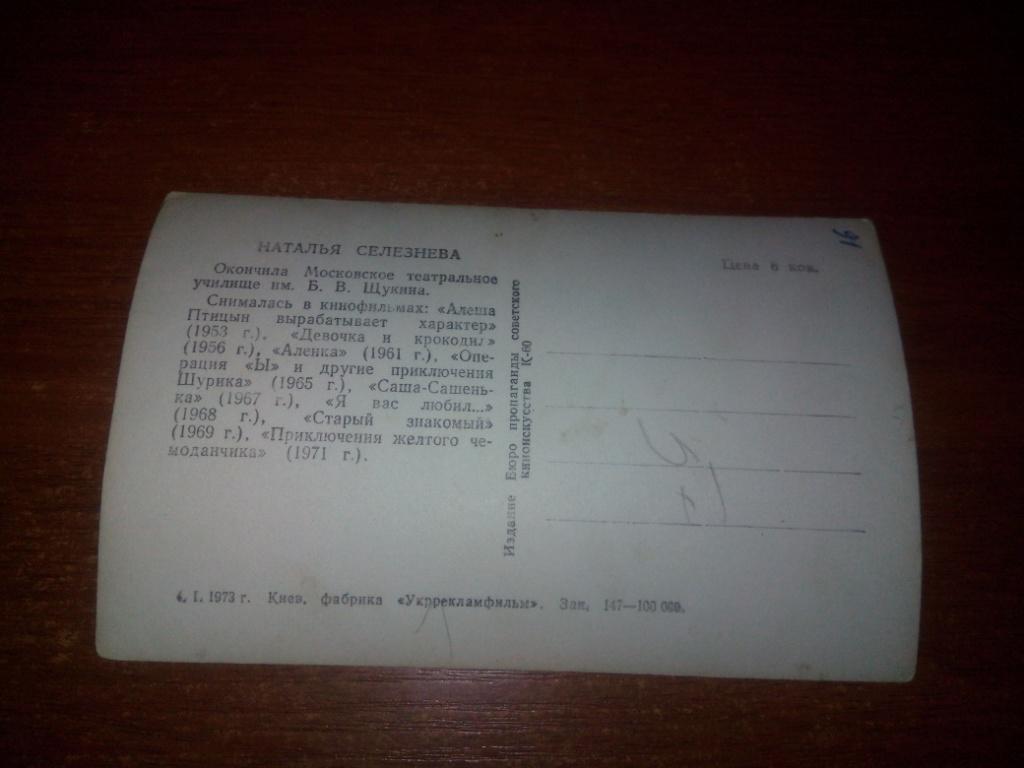 НАТАЛЬЯ СЕЛЕЗНЕВА
Окончила Московское театральное
училище им. Б. В. Щукина.
Снималась в кинофильмах: «Алеша
Птицын вырабатывает характер»
(1953 г.). «Девочка и крокодил»
(1956 г.), «Аленка» (1961 г.), «Опе-
рация «Ы» и другие приключения
Шурика» (1965 г.), «Саша-Сашень-
ка» (1967 г.), «Я вас любил...»
(1968 г.), «Старый знакомый»
(1969 г.), «Приключения желтого че-
моданчика» (1971 г.).
Издание Бюро пропаганды советского
киноискусства К-60
16
Цена 6 коп.
I. 1973 г. Киев. фабрика «Укррекламфильм». Зак. 147—100 000.